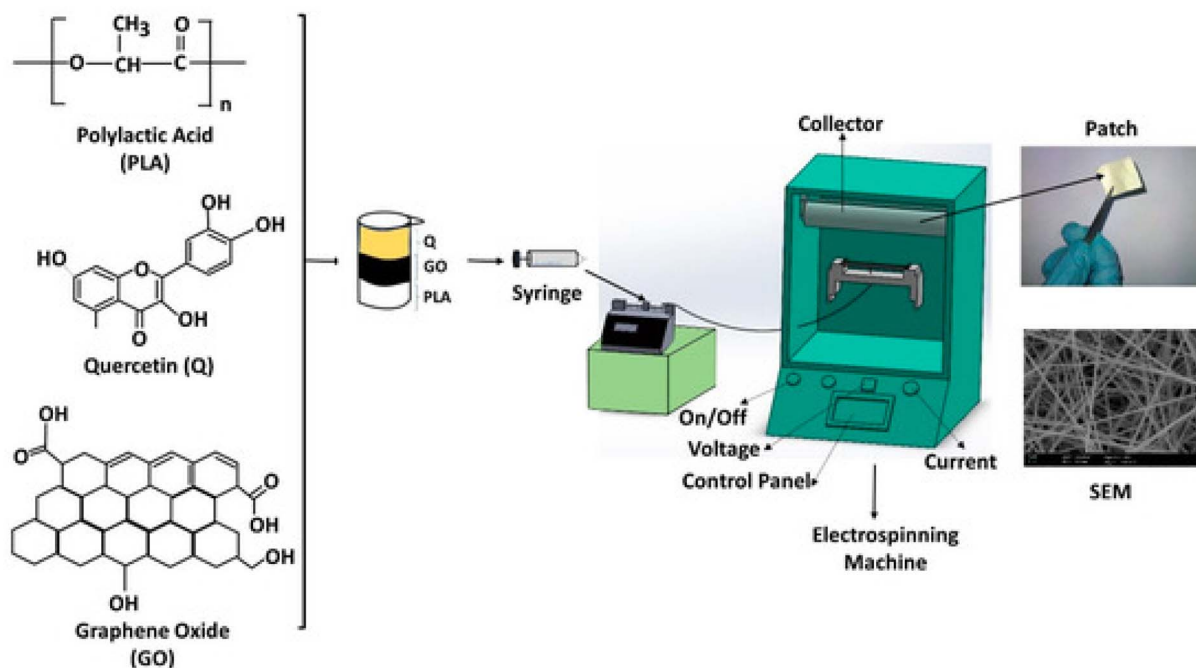 CH₃
O
O
CH
C
n
Polylactic Acid
(PLA)
OH
OH
HO
O
OH
O
Quercetin (Q)
OH
O
O
OH
OH
OH
Graphene Oxide
(GO)
Q
GO
PLA
Syringe
Collector
On/Off
Voltage
Control Panel
Current
Electrospinning
Machine
Patch
SEM